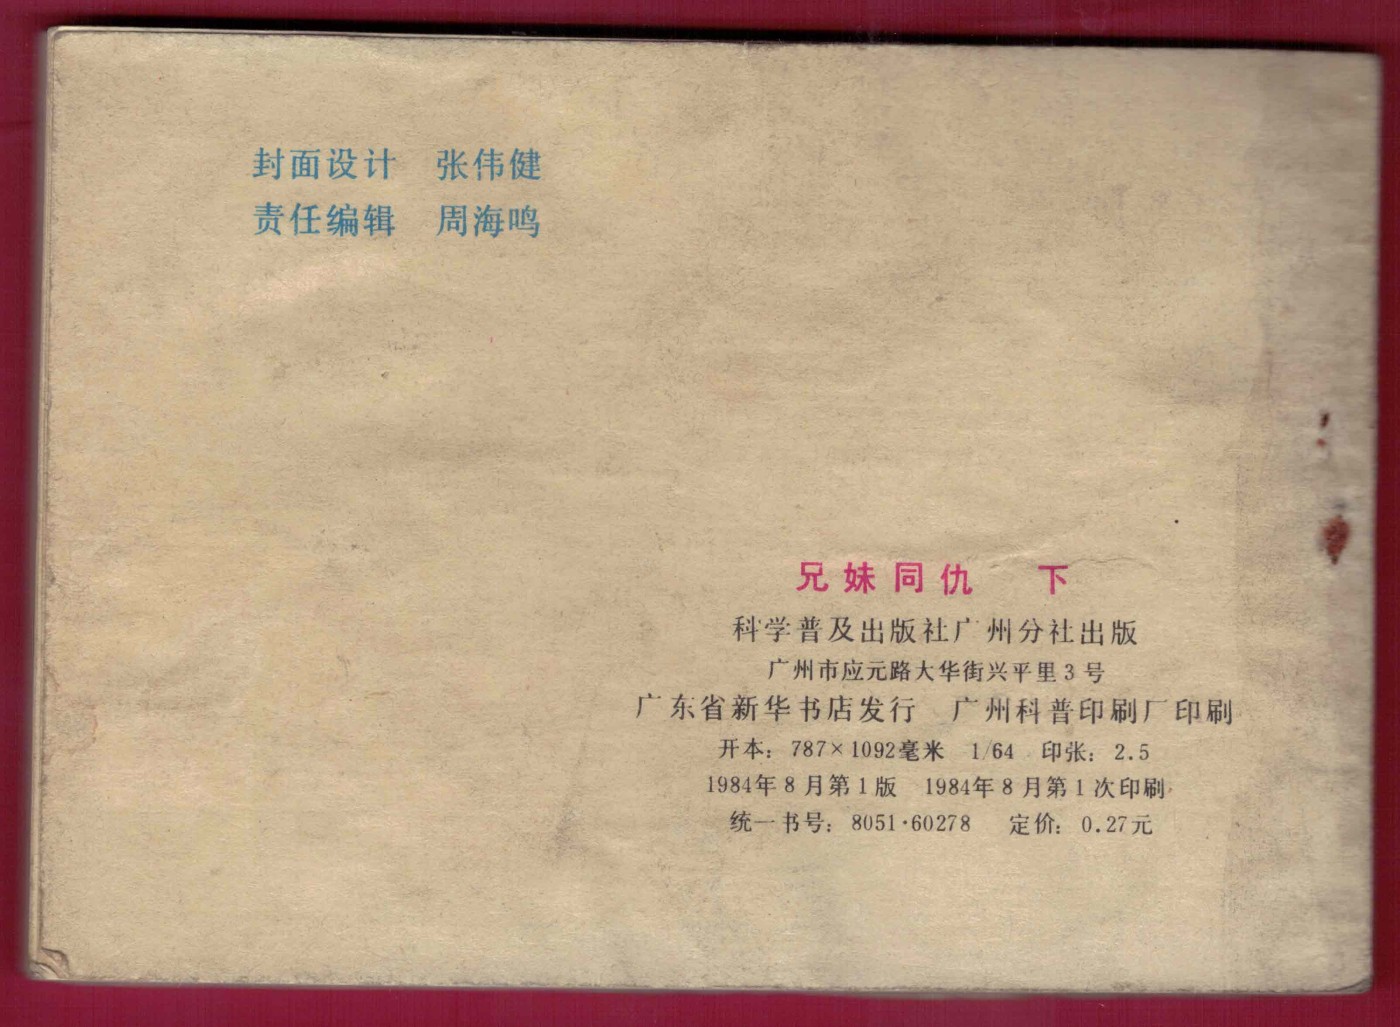 封面设计　张伟健
责任编辑　周海鸣
兄妹同仇　下
科学普及出版社广州分社出版
广州市应元路大华街兴平里3号
广东省新华书店发行　广州科普印刷厂印刷
开本：787×1092毫米　1/64　印张：2.5
1984年8月第1版　1984年8月第1次印刷
统一书号：8051·60278　定价：0.27元